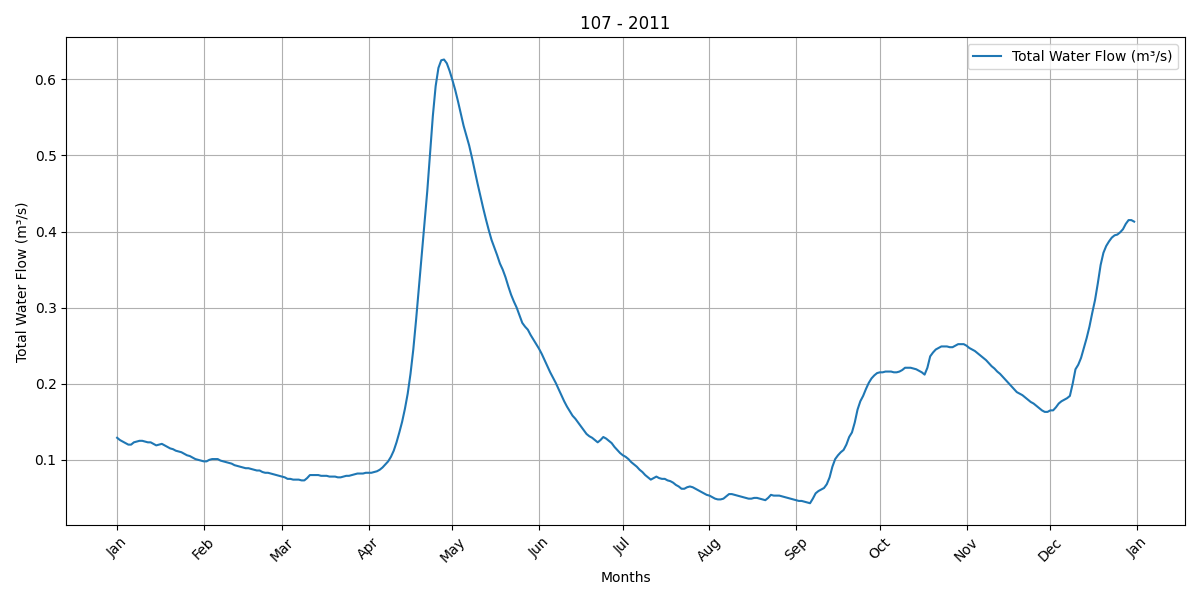 107 - 2011
Total Water Flow (m³/s)
Total Water Flow (m³/s)
0.6
0.5
0.4
0.3
0.2
0.1
Jan
Feb
Mar
Apr
May
Jun
Jul
Aug
Sep
Oct
Nov
Dec
Jan
Months